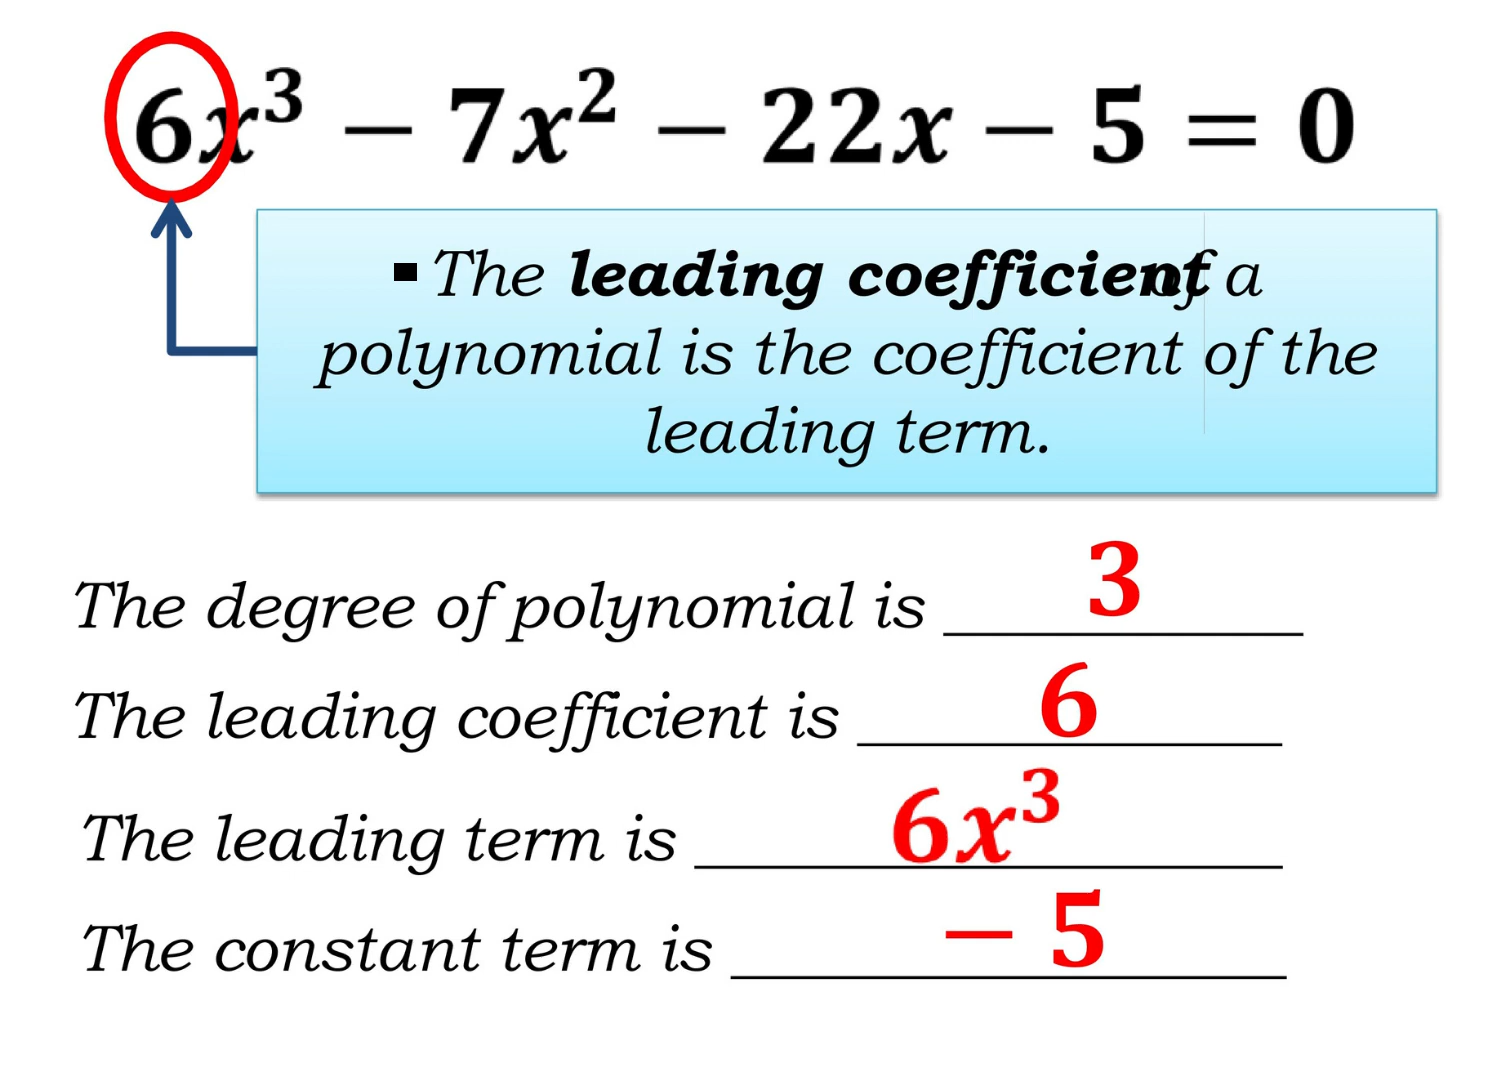 6x³ − 7x² − 22x − 5 = 0
▪ The leading coefficient of a
polynomial is the coefficient of the
leading term.
The degree of polynomial is 3
The leading coefficient is 6
The leading term is 6x³
The constant term is − 5